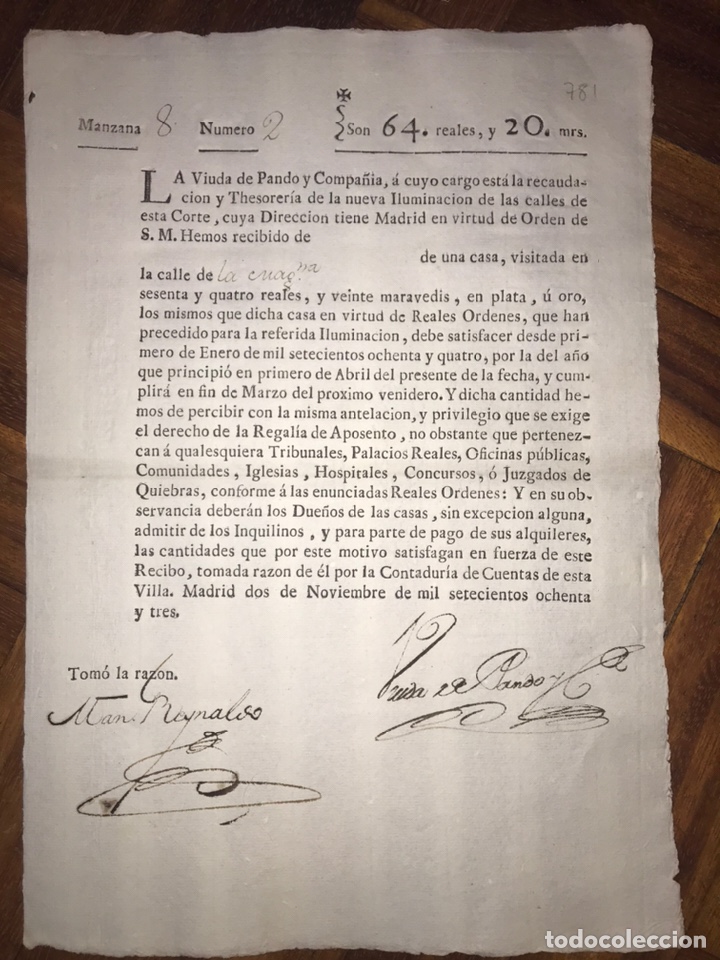 781
✠
Manzana 8 Numero 2 Son 64. reales, y 20. mrs.
LA Viuda de Pando y Compañia, á cuyo cargo está la recauda-
cion y Thesorería de la nueva Iluminacion de las calles de
esta Corte, cuya Direccion tiene Madrid en virtud de Orden de
S. M. Hemos recibido de
de una casa, visitada en
la calle de la
sesenta y quatro reales, y veinte maravedis, en plata, ú oro,
los mismos que dicha casa en virtud de Reales Ordenes, que han
precedido para la referida Iluminacion, debe satisfacer desde pri-
mero de Enero de mil setecientos ochenta y quatro, por la del año
que principió en primero de Abril del presente de la fecha, y cum-
plirá en fin de Marzo del proximo venidero. Y dicha cantidad he-
mos de percibir con la misma antelacion, y privilegio que se exige
el derecho de la Regalía de Aposento, no obstante que pertenez-
can á qualesquiera Tribunales, Palacios Reales, Oficinas públicas,
Comunidades, Iglesias, Hospitales, Concursos, ó Juzgados de
Quiebras, conforme á las enunciadas Reales Ordenes: Y en su ob-
servancia deberán los Dueños de las casas, sin excepcion alguna,
admitir de los Inquilinos, y para parte de pago de sus alquileres,
las cantidades que por este motivo satisfagan en fuerza de este
Recibo, tomada razon de él por la Contaduría de Cuentas de esta
Villa. Madrid dos de Noviembre de mil setecientos ochenta
y tres.
Tomó la razon.
Man. Reynaldo
Viuda de Pando y Ca
todocoleccion
todocoleccion.net